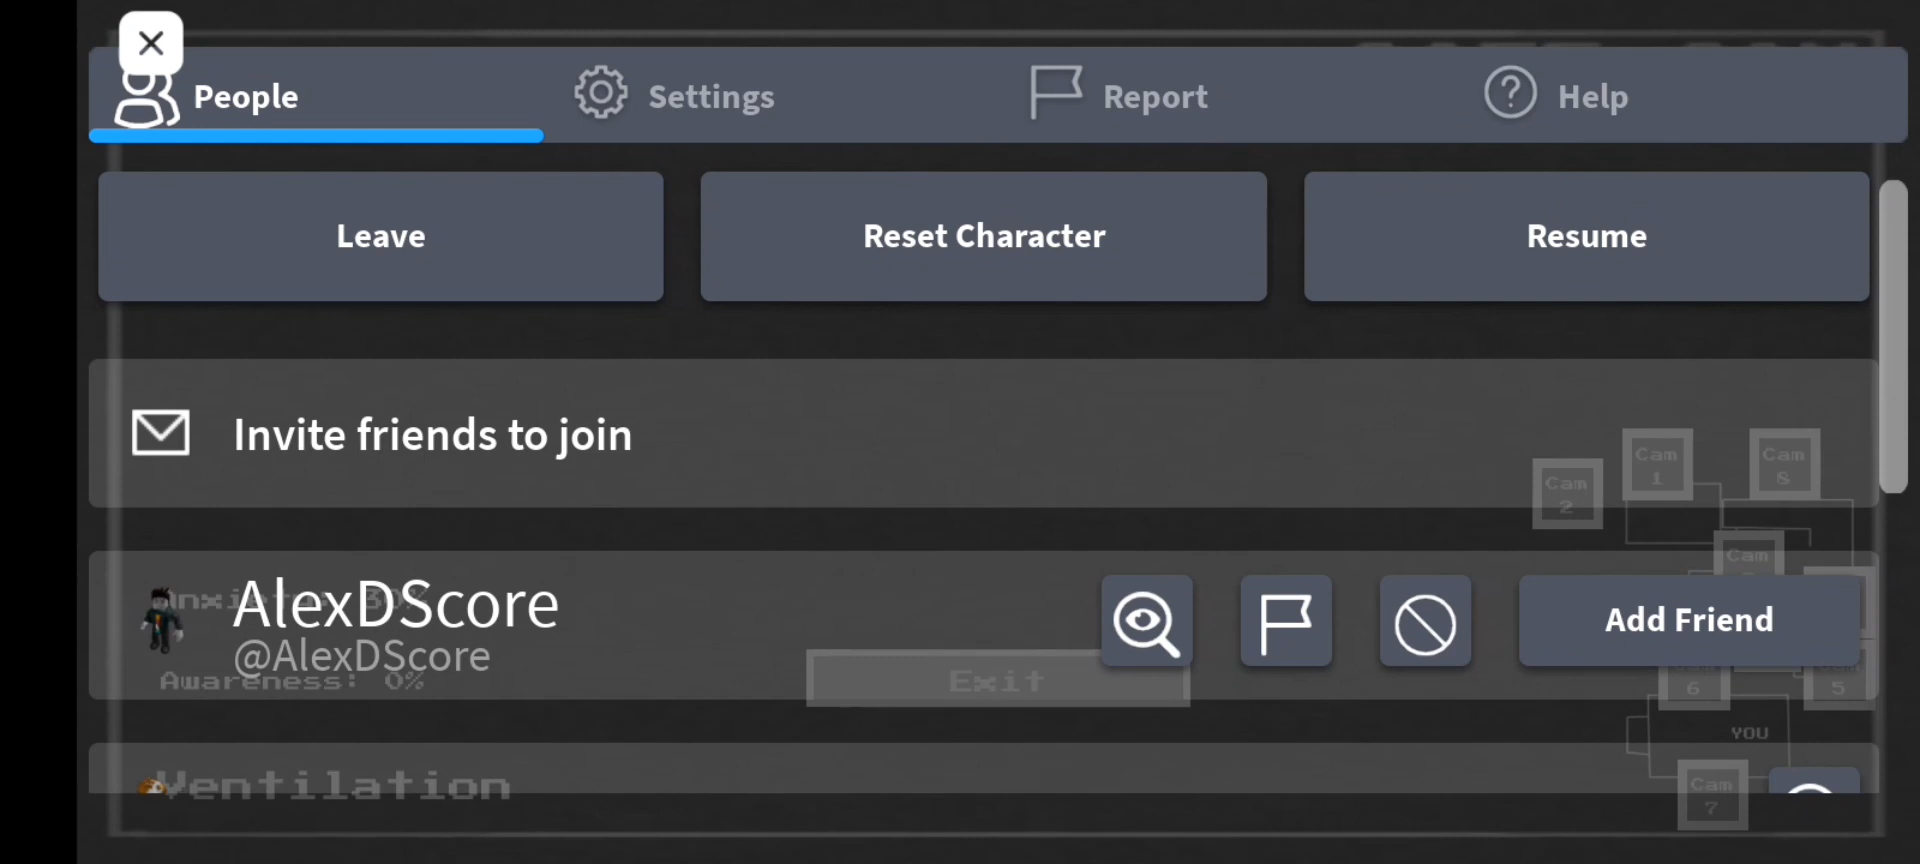 People
Settings
Report
Help
Leave
Reset Character
Resume
Invite friends to join
Cam 1
Cam 8
Cam 2
Cam
AlexDScore
@AlexDScore
Add Friend
Awareness: 0%
Exit
6
5
YOU
Ventilation
Cam 7